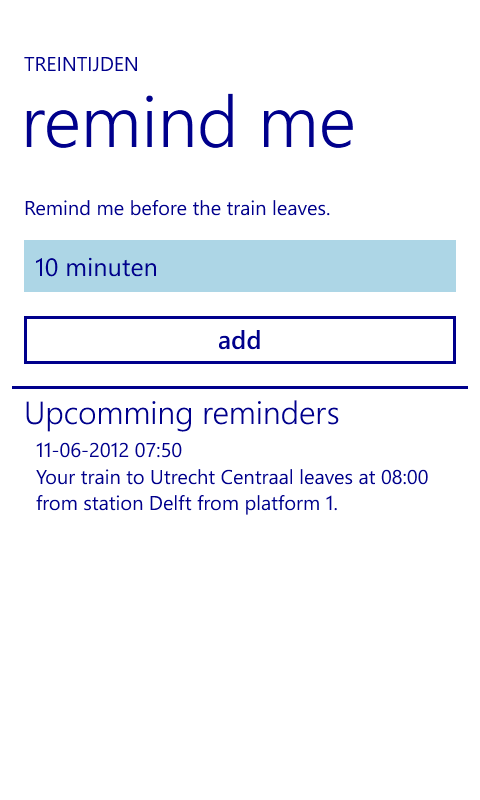 TREINTIJDEN
remind me
Remind me before the train leaves.
10 minuten
add
Upcomming reminders
11-06-2012 07:50
Your train to Utrecht Centraal leaves at 08:00
from station Delft from platform 1.